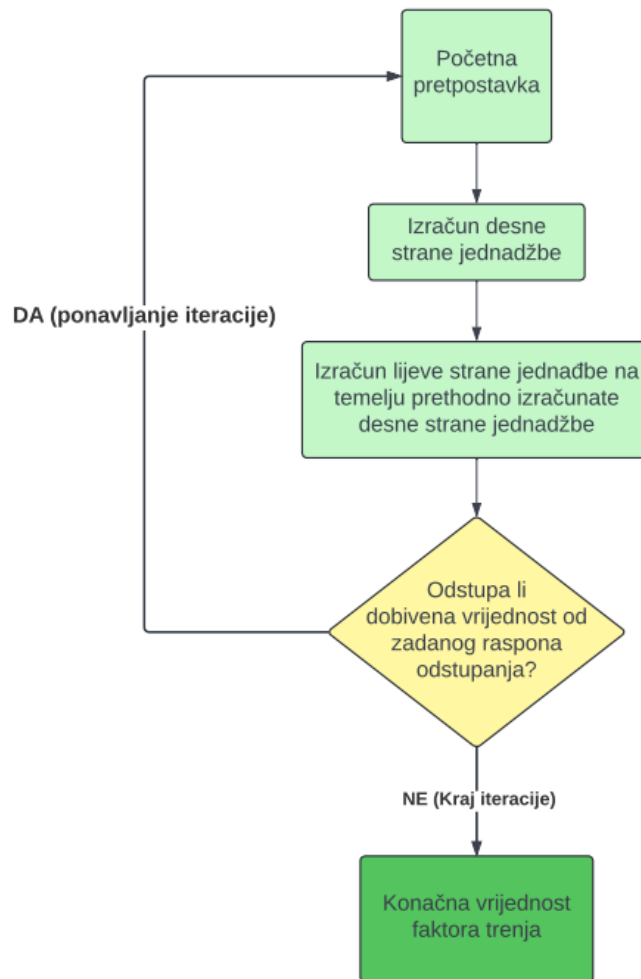 Početna
pretpostavka
Izračun desne
strane jednadžbe
DA (ponavljanje iteracije)
Izračun lijeve strane jednađbe na
temelju prethodno izračunate
desne strane jednadžbe
Odstupa li
dobivena vrijednost od
zadanog raspona
odstupanja?
NE (Kraj iteracije)
Konačna vrijednost
faktora trenja